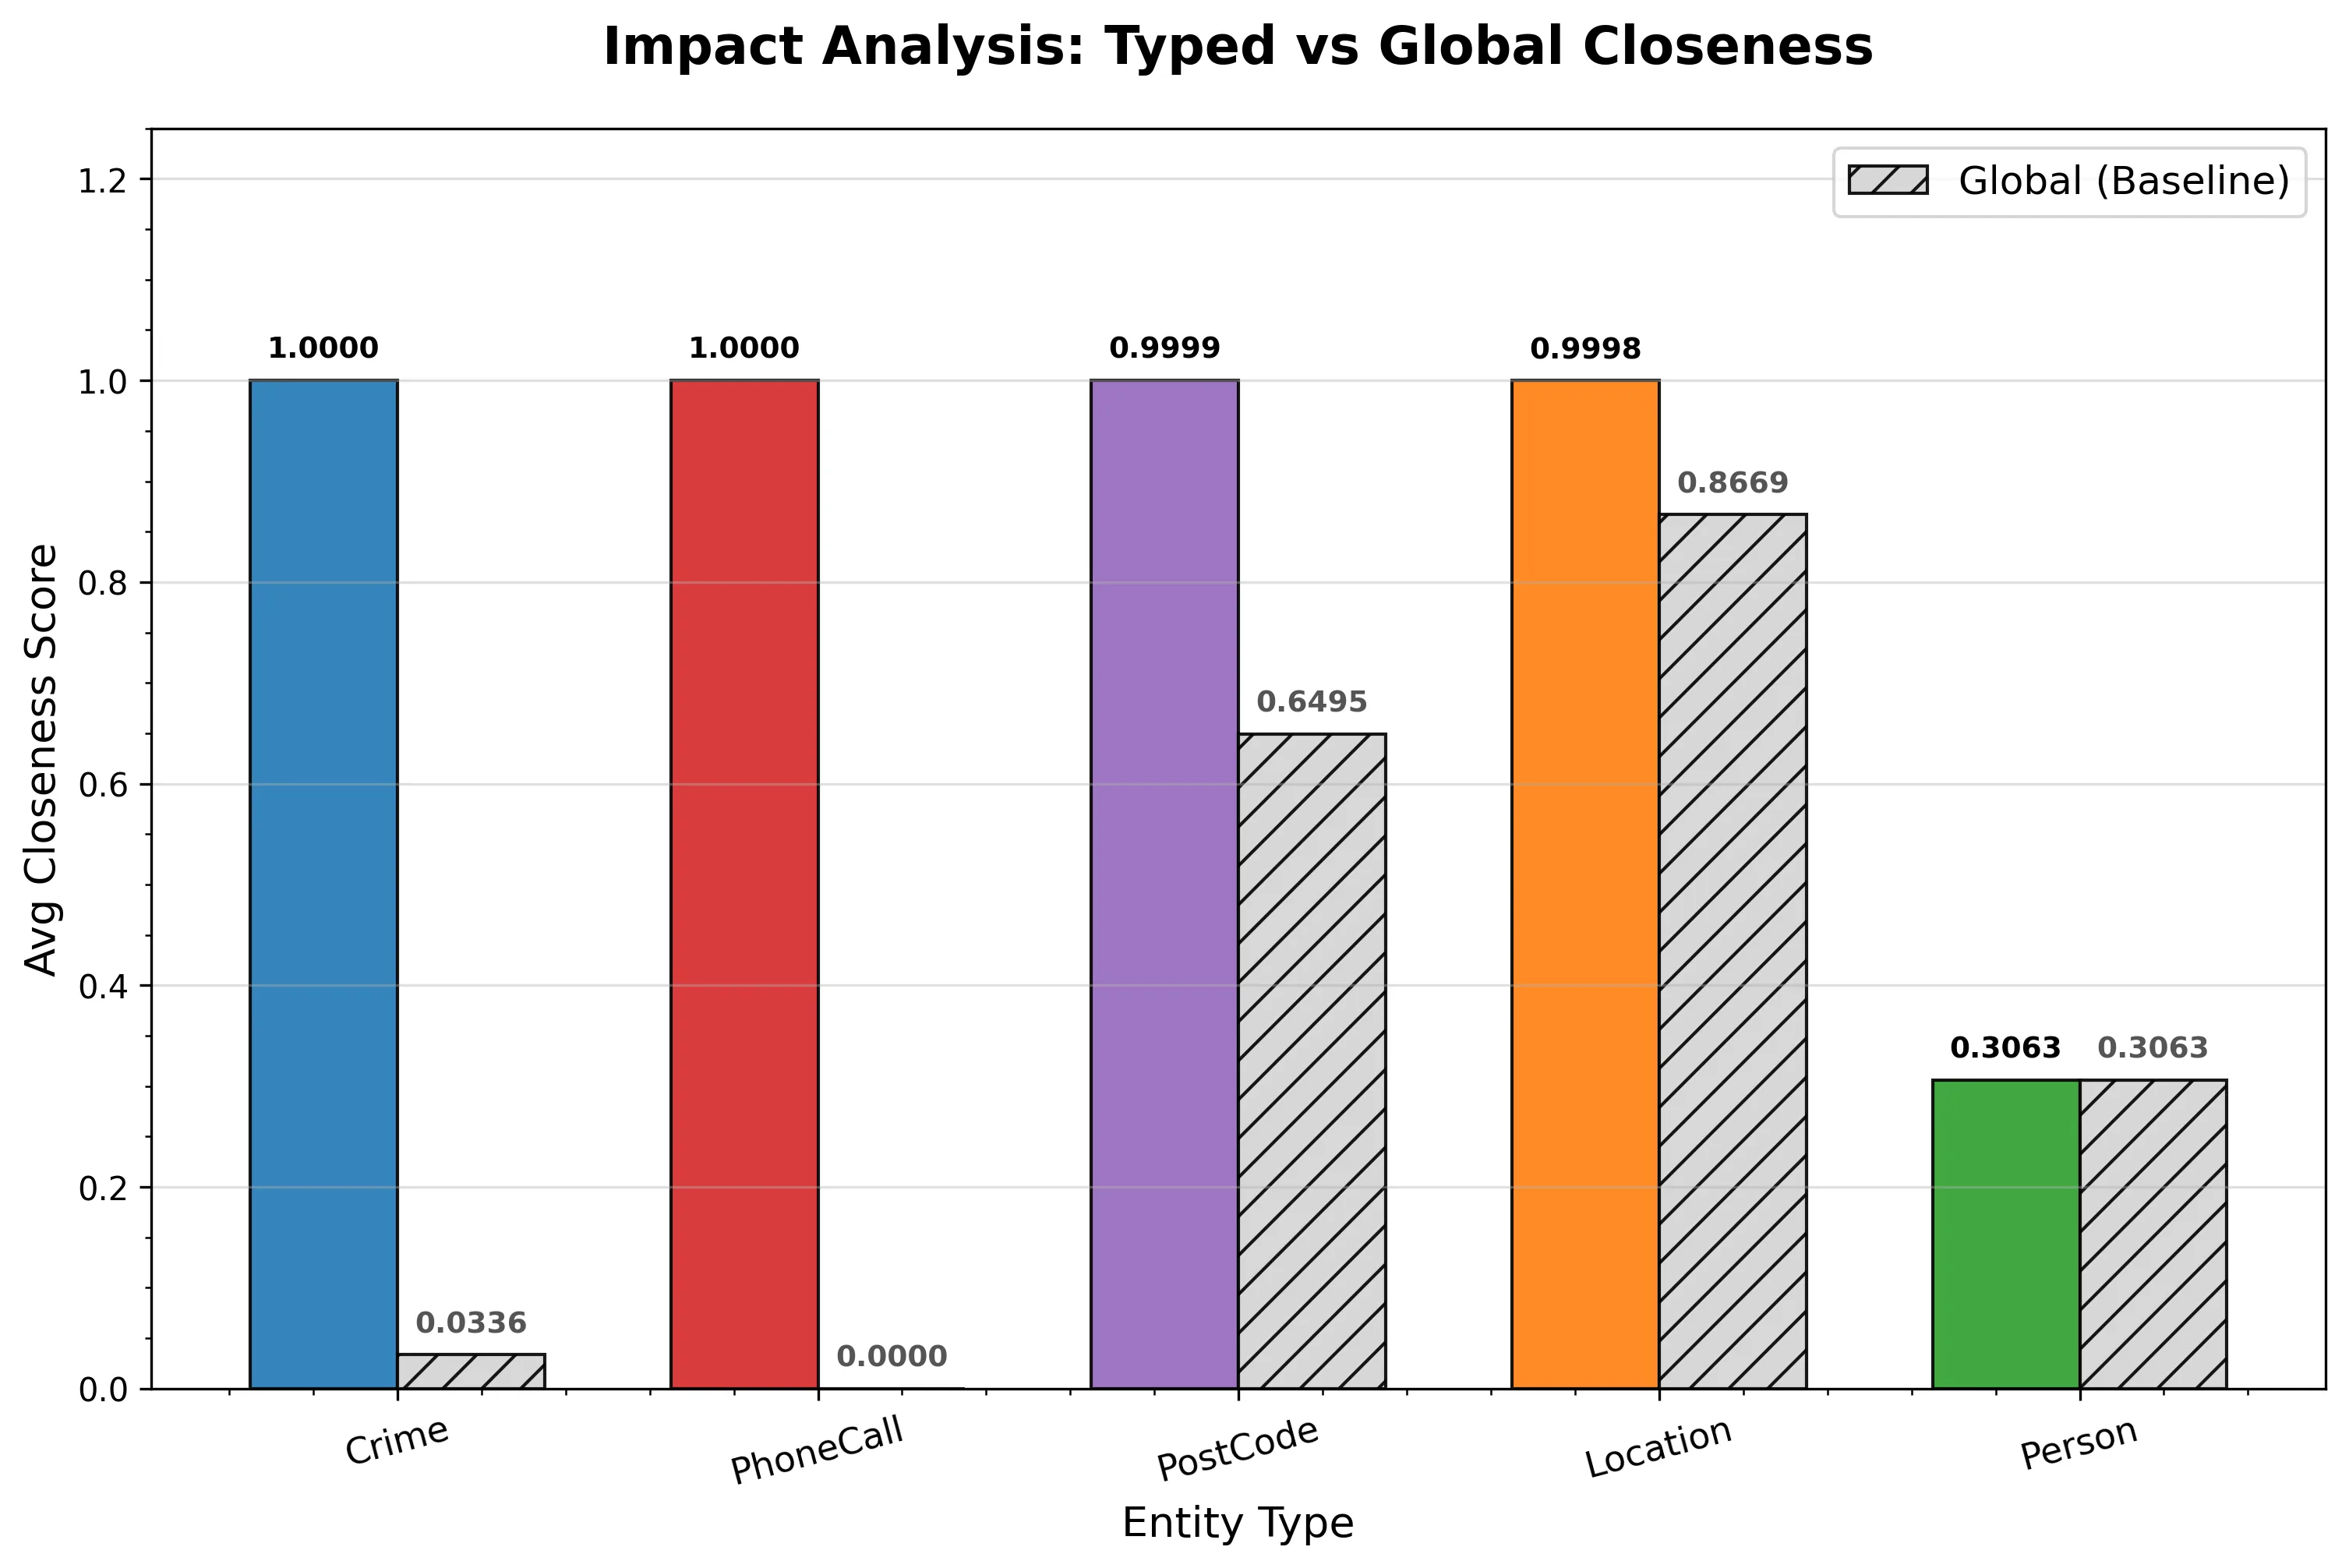 Impact Analysis: Typed vs Global Closeness
Global (Baseline)
Avg Closeness Score
1.2
1.0
0.8
0.6
0.4
0.2
0.0
1.0000
0.0336
1.0000
0.0000
0.9999
0.6495
0.9998
0.8669
0.3063
0.3063
Crime
PhoneCall
PostCode
Location
Person
Entity Type